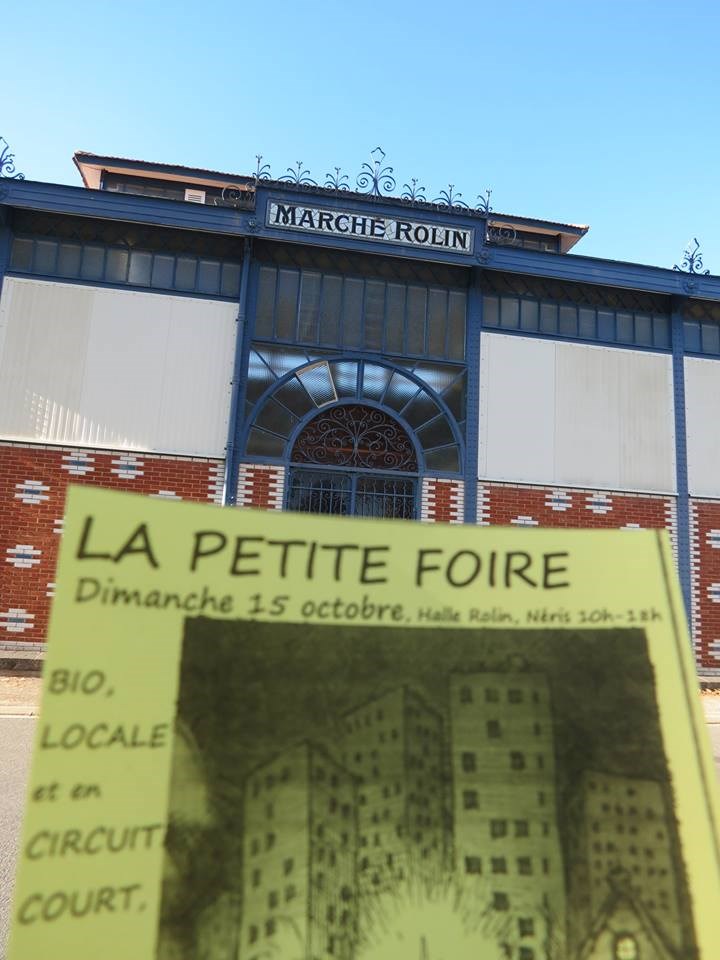 MARCHÉ ROLIN
LA PETITE FOIRE
Dimanche 15 octobre, Halle Rolin, Néris 10h-18h
BIO,
LOCALE
et en
CIRCUIT
COURT.